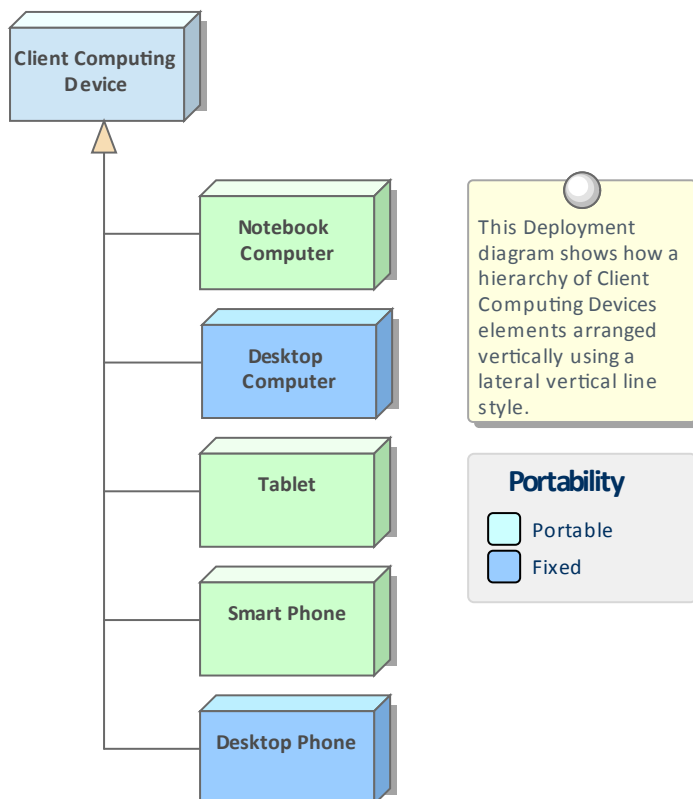 Client Computing
Device
Notebook
Computer
Desktop
Computer
Tablet
Smart Phone
Desktop Phone
This Deployment
diagram shows how a
hierarchy of Client
Computing Devices
elements arranged
vertically using a
lateral vertical line
style.
Portability
Portable
Fixed